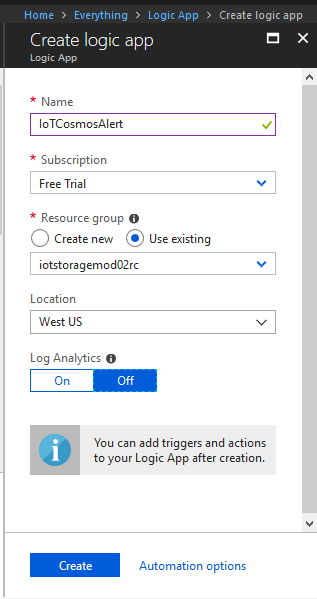 Home > Everything > Logic App > Create logic app
Create logic app
Logic App
* Name
IoTCosmosAlert
* Subscription
Free Trial
* Resource group
Create new Use existing
iotstoragemod02rc
Location
West US
Log Analytics
On Off
You can add triggers and actions
to your Logic App after creation.
Create Automation options